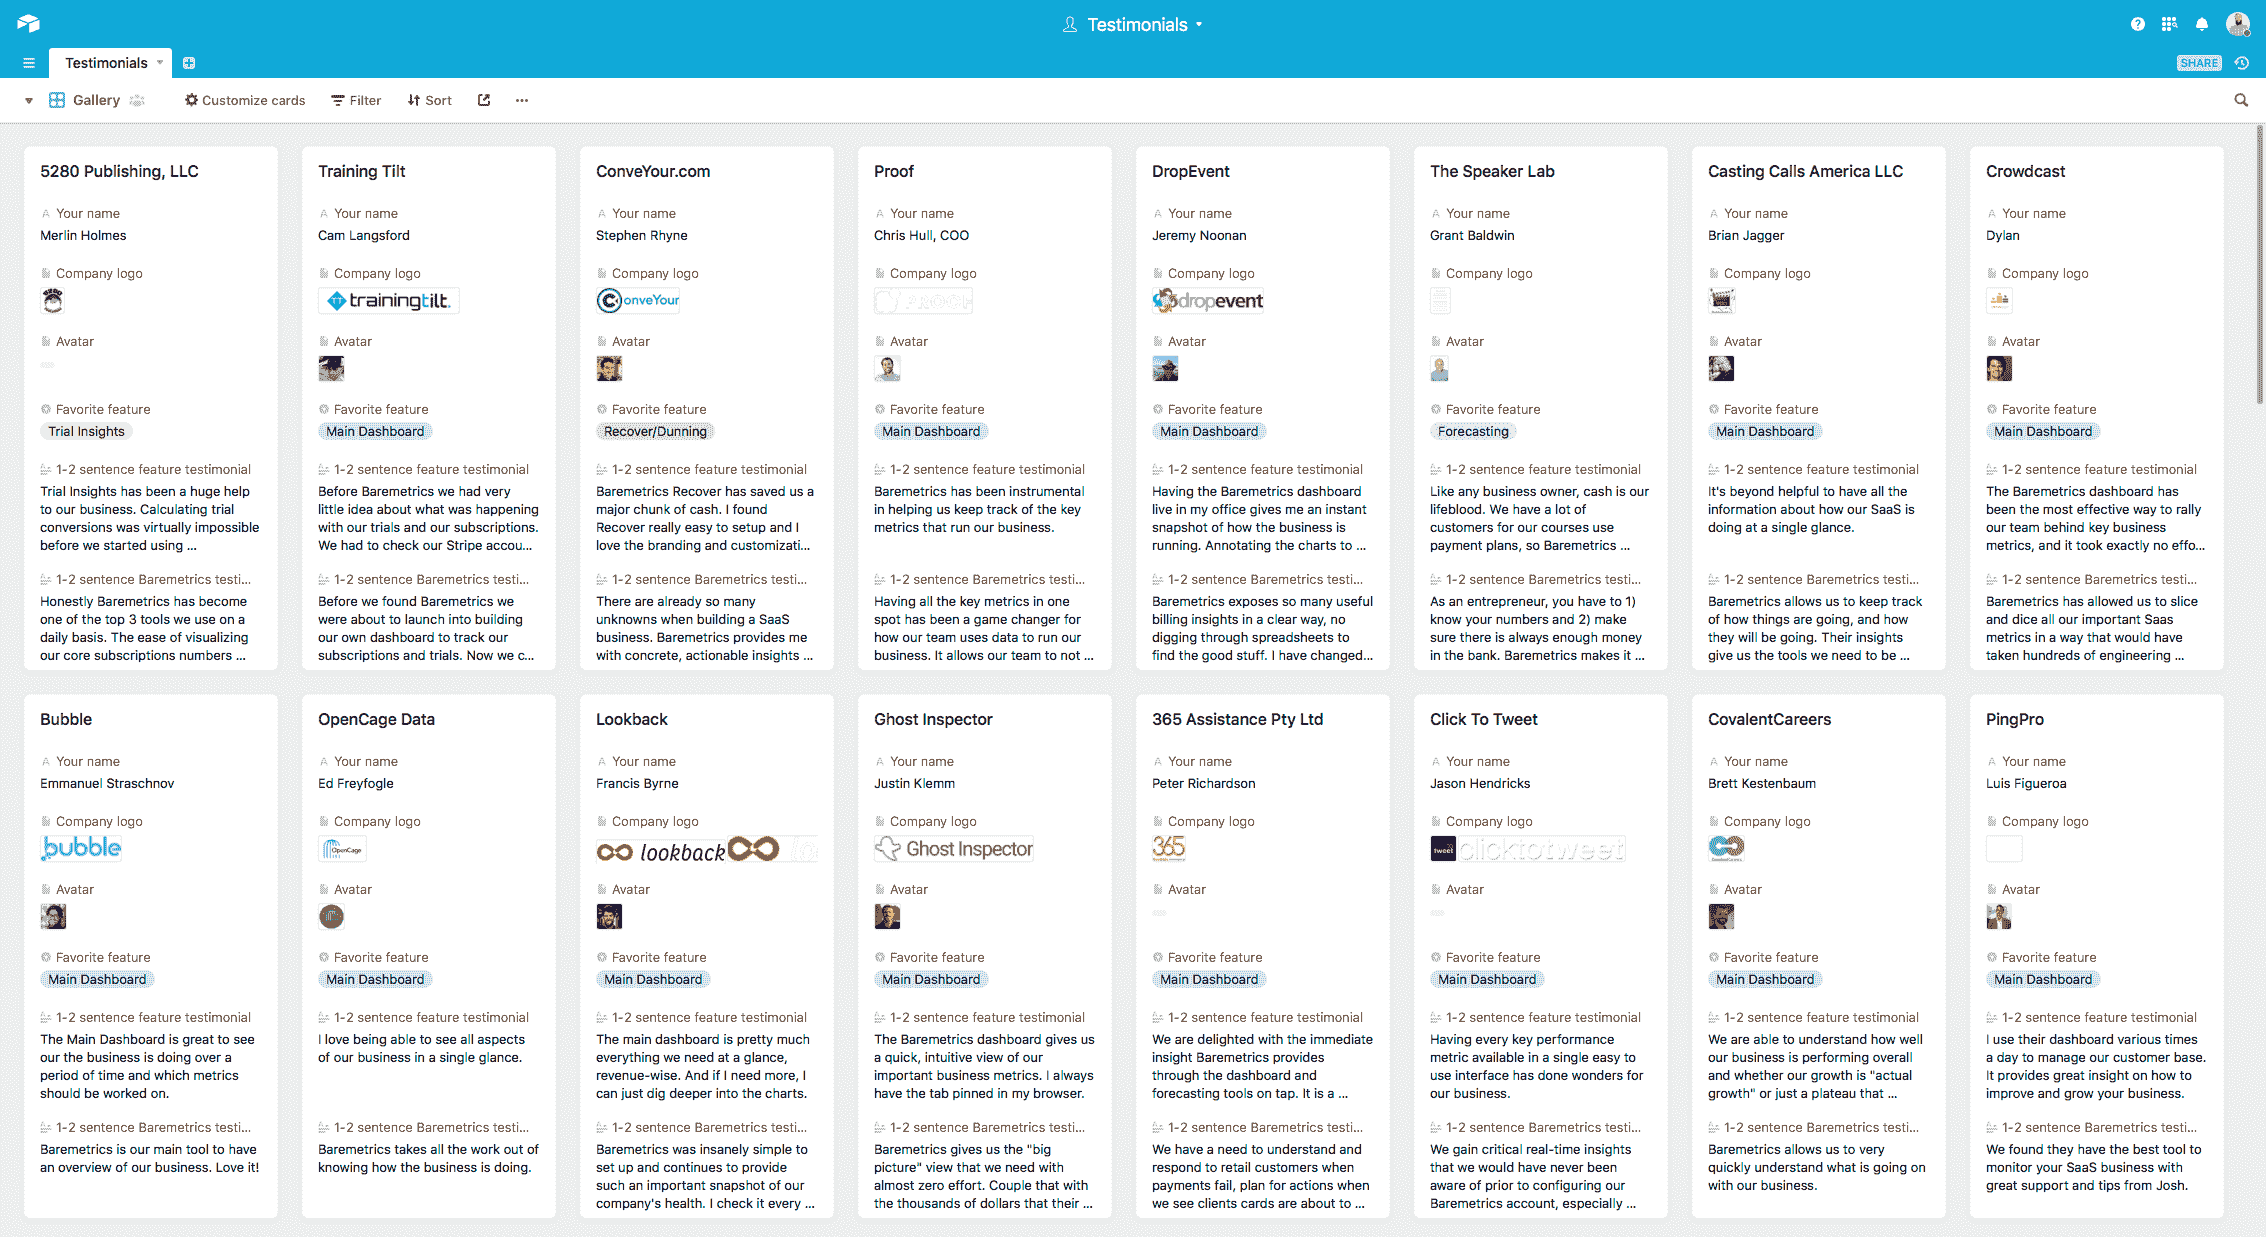 Testimonials
Testimonials
SHARE
Gallery
Customize cards
Filter
Sort
5280 Publishing, LLC
Your name
Merlin Holmes
Company logo
Avatar
Favorite feature
Trial Insights
1-2 sentence feature testimonial
Trial Insights has been a huge help
to our business. Calculating trial
conversions was virtually impossible
before we started using ...
1-2 sentence Baremetrics testi...
Honestly Baremetrics has become
one of the top 3 tools we use on a
daily basis. The ease of visualizing
our core subscriptions numbers ...
Training Tilt
Your name
Cam Langsford
Company logo
trainingtilt.
Avatar
Favorite feature
Main Dashboard
1-2 sentence feature testimonial
Before Baremetrics we had very
little idea about what was happening
with our trials and our subscriptions.
We had to check our Stripe accou...
1-2 sentence Baremetrics testi...
Before we found Baremetrics we
were about to launch into building
our own dashboard to track our
subscriptions and trials. Now we c...
ConveYour.com
Your name
Stephen Rhyne
Company logo
ConveYour
Avatar
Favorite feature
Recover/Dunning
1-2 sentence feature testimonial
Baremetrics Recover has saved us a
major chunk of cash. I found
Recover really easy to setup and I
love the branding and customizati...
1-2 sentence Baremetrics testi...
There are already so many
unknowns when building a SaaS
business. Baremetrics provides me
with concrete, actionable insights ...
Proof
Your name
Chris Hull, COO
Company logo
PROOF
Avatar
Favorite feature
Main Dashboard
1-2 sentence feature testimonial
Baremetrics has been instrumental
in helping us keep track of the key
metrics that run our business.
1-2 sentence Baremetrics testi...
Having all the key metrics in one
spot has been a game changer for
how our team uses data to run our
business. It allows our team to not ...
DropEvent
Your name
Jeremy Noonan
Company logo
dropevent
Avatar
Favorite feature
Main Dashboard
1-2 sentence feature testimonial
Having the Baremetrics dashboard
live in my office gives me an instant
snapshot of how the business is
running. Annotating the charts to ...
1-2 sentence Baremetrics testi...
Baremetrics exposes so many useful
billing insights in a clear way, no
digging through spreadsheets to
find the good stuff. I have changed...
The Speaker Lab
Your name
Grant Baldwin
Company logo
Avatar
Favorite feature
Forecasting
1-2 sentence feature testimonial
Like any business owner, cash is our
lifeblood. We have a lot of
customers for our courses use
payment plans, so Baremetrics ...
1-2 sentence Baremetrics testi...
As an entrepreneur, you have to 1)
know your numbers and 2) make
sure there is always enough money
in the bank. Baremetrics makes it ...
Casting Calls America LLC
Your name
Brian Jagger
Company logo
Avatar
Favorite feature
Main Dashboard
1-2 sentence feature testimonial
It's beyond helpful to have all the
information about how our SaaS is
doing at a single glance.
1-2 sentence Baremetrics testi...
Baremetrics allows us to keep track
of how things are going, and how
they will be going. Their insights
give us the tools we need to be ...
Crowdcast
Your name
Dylan
Company logo
Avatar
Favorite feature
Main Dashboard
1-2 sentence feature testimonial
The Baremetrics dashboard has
been the most effective way to rally
our team behind key business
metrics, and it took exactly no effo...
1-2 sentence Baremetrics testi...
Baremetrics has allowed us to slice
and dice all our important Saas
metrics in a way that would have
taken hundreds of engineering ...
Bubble
Your name
Emmanuel Straschnov
Company logo
bubble
Avatar
Favorite feature
Main Dashboard
1-2 sentence feature testimonial
The Main Dashboard is great to see
our the business is doing over a
period of time and which metrics
should be worked on.
1-2 sentence Baremetrics testi...
Baremetrics is our main tool to have
an overview of our business. Love it!
OpenCage Data
Your name
Ed Freyfogle
Company logo
OpenCage
Avatar
Favorite feature
Main Dashboard
1-2 sentence feature testimonial
I love being able to see all aspects
of our business in a single glance.
1-2 sentence Baremetrics testi...
Baremetrics takes all the work out of
knowing how the business is doing.
Lookback
Your name
Francis Byrne
Company logo
lookback
Avatar
Favorite feature
Main Dashboard
1-2 sentence feature testimonial
The main dashboard is pretty much
everything we need at a glance,
revenue-wise. And if I need more, I
can just dig deeper into the charts.
1-2 sentence Baremetrics testi...
Baremetrics was insanely simple to
set up and continues to provide
such an important snapshot of our
company's health. I check it every ...
Ghost Inspector
Your name
Justin Klemm
Company logo
Ghost Inspector
Avatar
Favorite feature
Main Dashboard
1-2 sentence feature testimonial
The Baremetrics dashboard gives us
a quick, intuitive view of our
important business metrics. I always
have the tab pinned in my browser.
1-2 sentence Baremetrics testi...
Baremetrics gives us the "big
picture" view that we need with
almost zero effort. Couple that with
the thousands of dollars that their ...
365 Assistance Pty Ltd
Your name
Peter Richardson
Company logo
365
Avatar
Favorite feature
Main Dashboard
1-2 sentence feature testimonial
We are delighted with the immediate
insight Baremetrics provides
through the dashboard and
forecasting tools on tap. It is a ...
1-2 sentence Baremetrics testi...
We have a need to understand and
respond to retail customers when
payments fail, plan for actions when
we see clients cards are about to ...
Click To Tweet
Your name
Jason Hendricks
Company logo
tweet
clicktotweet
Avatar
Favorite feature
Main Dashboard
1-2 sentence feature testimonial
Having every key performance
metric available in a single easy to
use interface has done wonders for
our business.
1-2 sentence Baremetrics testi...
We gain critical real-time insights
that we would have never been
aware of prior to configuring our
Baremetrics account, especially ...
CovalentCareers
Your name
Brett Kestenbaum
Company logo
Avatar
Favorite feature
Main Dashboard
1-2 sentence feature testimonial
We are able to understand how well
our business is performing overall
and whether our growth is "actual
growth" or just a plateau that ...
1-2 sentence Baremetrics testi...
Baremetrics allows us to very
quickly understand what is going on
with our business.
PingPro
Your name
Luis Figueroa
Company logo
Avatar
Favorite feature
Main Dashboard
1-2 sentence feature testimonial
I use their dashboard various times
a day to manage our customer base.
It provides great insight on how to
improve and grow your business.
1-2 sentence Baremetrics testi...
We found they have the best tool to
monitor your SaaS business with
great support and tips from Josh.